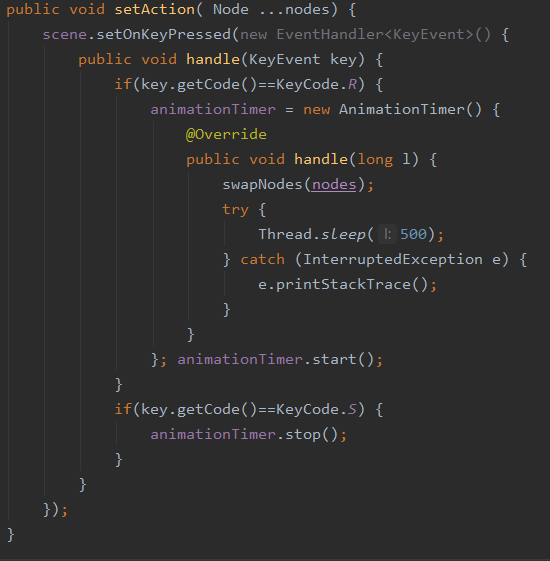 public void setAction( Node ...nodes) {
    scene.setOnKeyPressed(new EventHandler<KeyEvent>() {
        public void handle(KeyEvent key) {
            if(key.getCode()==KeyCode.R) {
                animationTimer = new AnimationTimer() {
                    @Override
                    public void handle(long l) {
                        swapNodes(nodes);
                        try {
                            Thread.sleep( l: 500);
                        } catch (InterruptedException e) {
                            e.printStackTrace();
                        }
                    }
                }; animationTimer.start();
            }
            if(key.getCode()==KeyCode.S) {
                animationTimer.stop();
            }
        }
    });
}